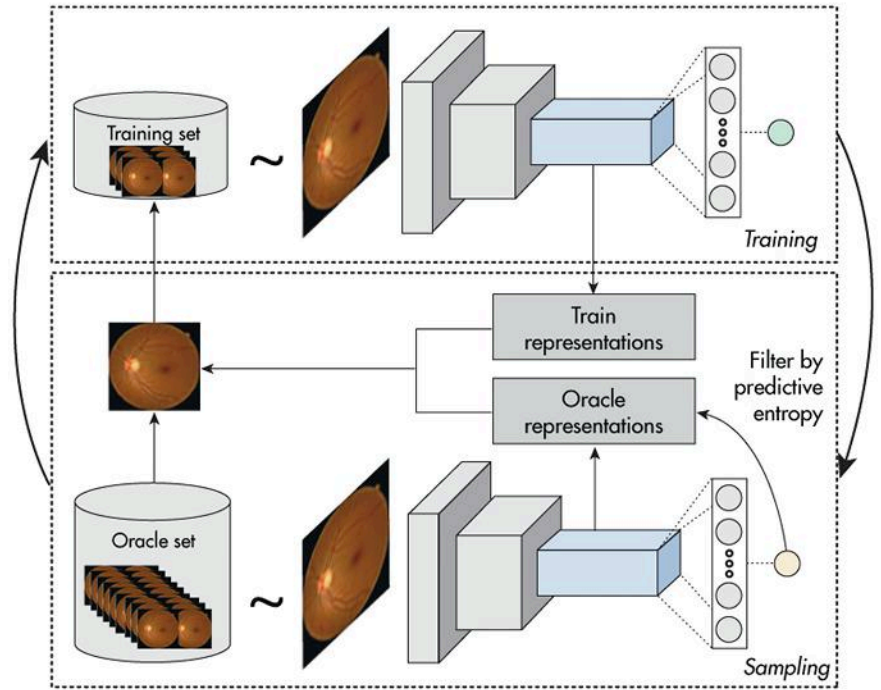 Training set
Training
Train
representations
Filter by
predictive
entropy
Oracle
representations
Oracle set
Sampling